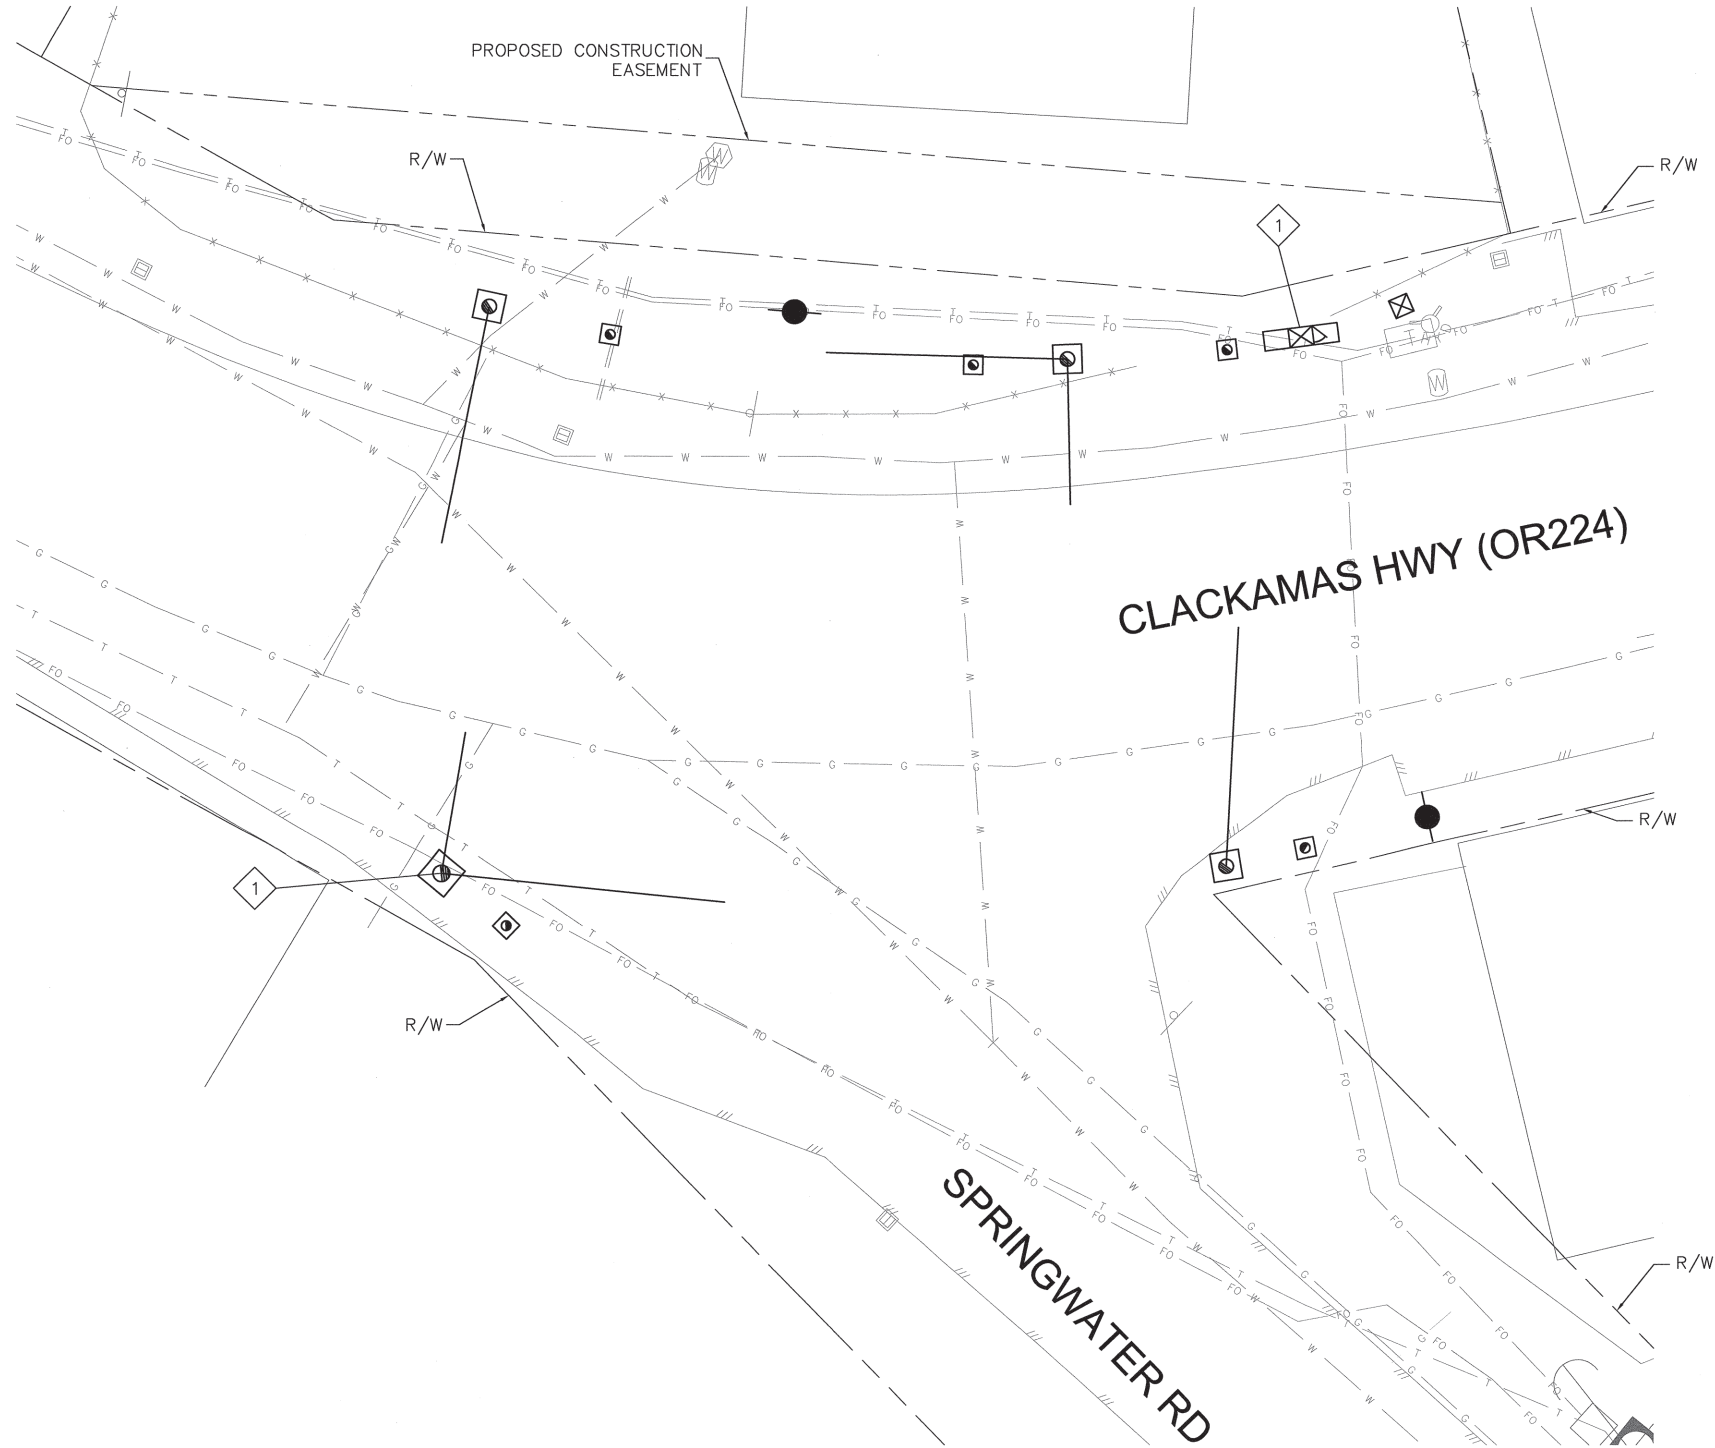 PROPOSED CONSTRUCTION
EASEMENT
R/W
R/W
1
CLACKAMAS HWY (OR224)
R/W
1
R/W
SPRINGWATER RD
R/W